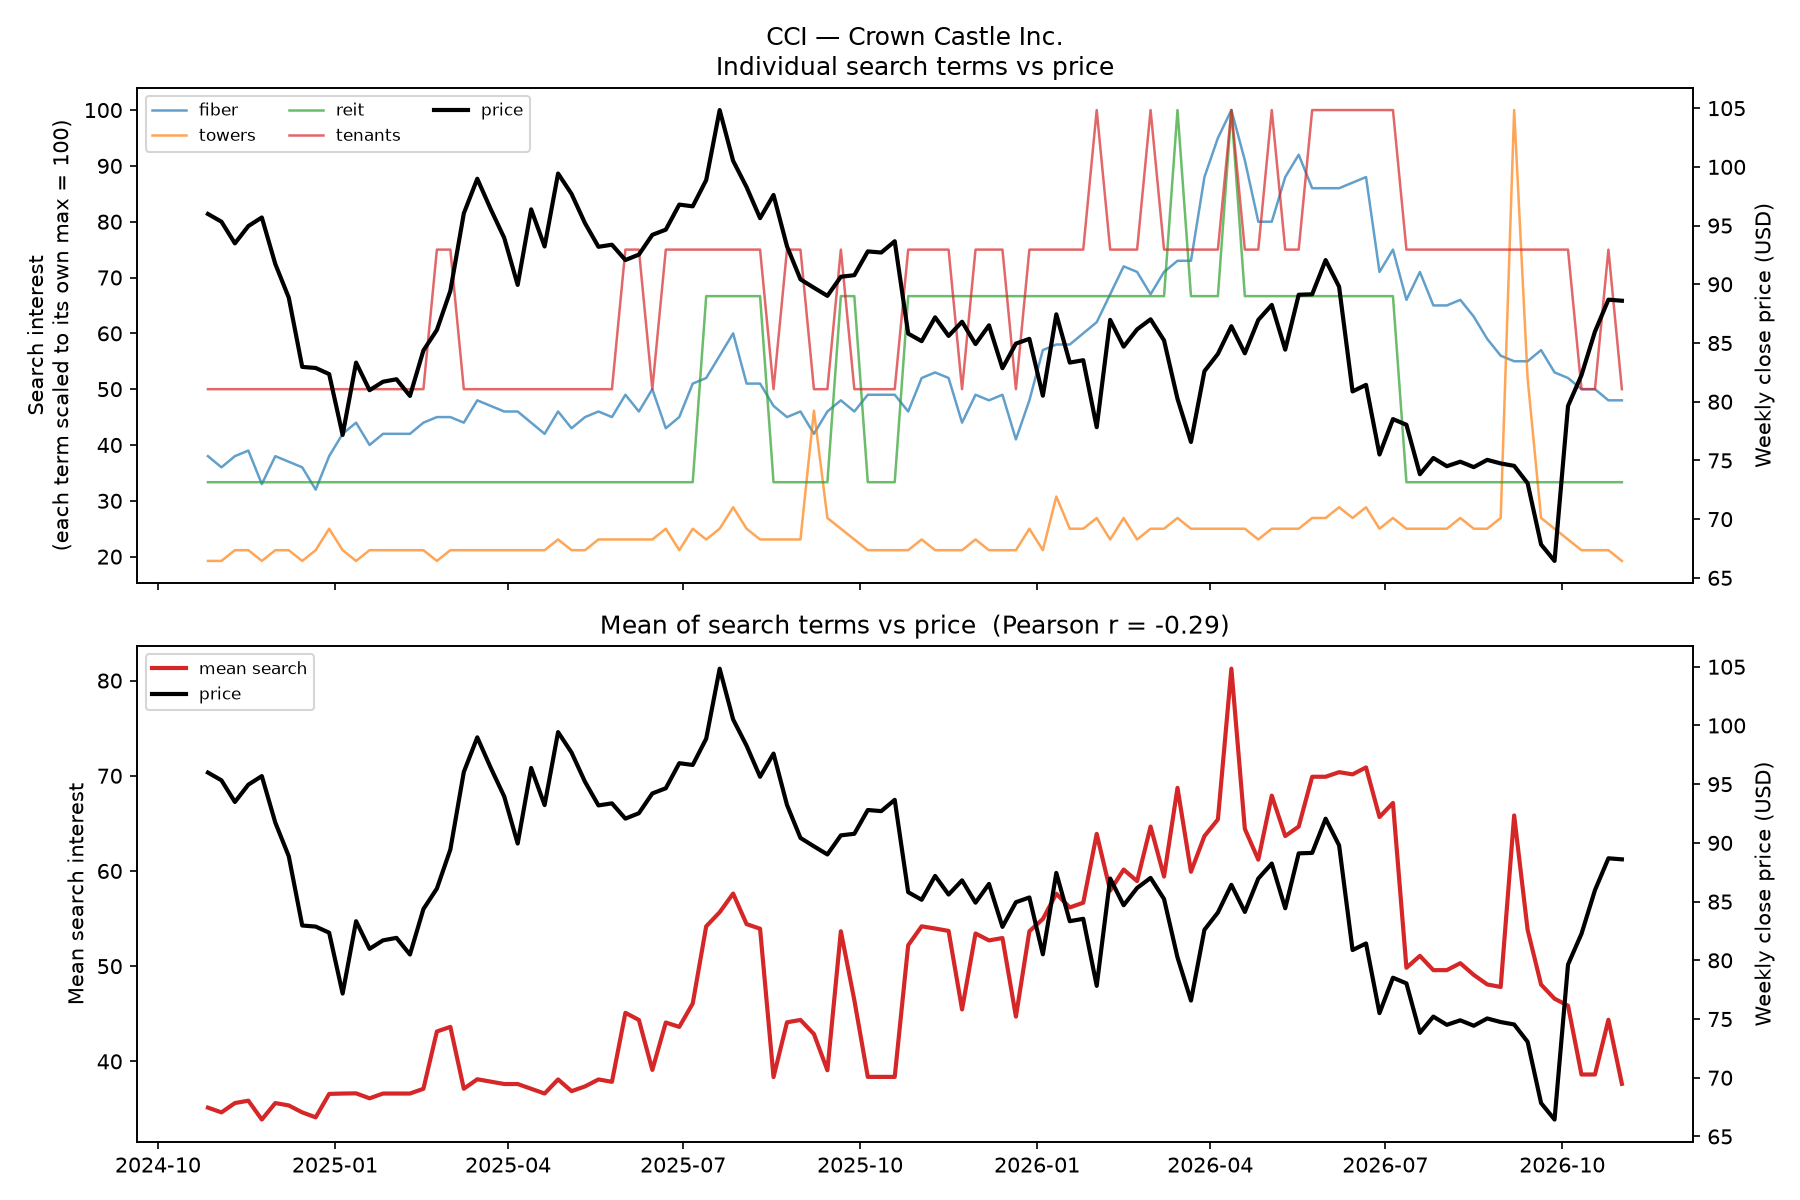 CCI — Crown Castle Inc.
Individual search terms vs price
fiber
towers
reit
tenants
price
Search interest
(each term scaled to its own max = 100)
100
90
80
70
60
50
40
30
20
Weekly close price (USD)
105
100
95
90
85
80
75
70
65
Mean of search terms vs price  (Pearson r = -0.29)
mean search
price
Mean search interest
80
70
60
50
40
Weekly close price (USD)
105
100
95
90
85
80
75
70
65
2024-10
2025-01
2025-04
2025-07
2025-10
2026-01
2026-04
2026-07
2026-10